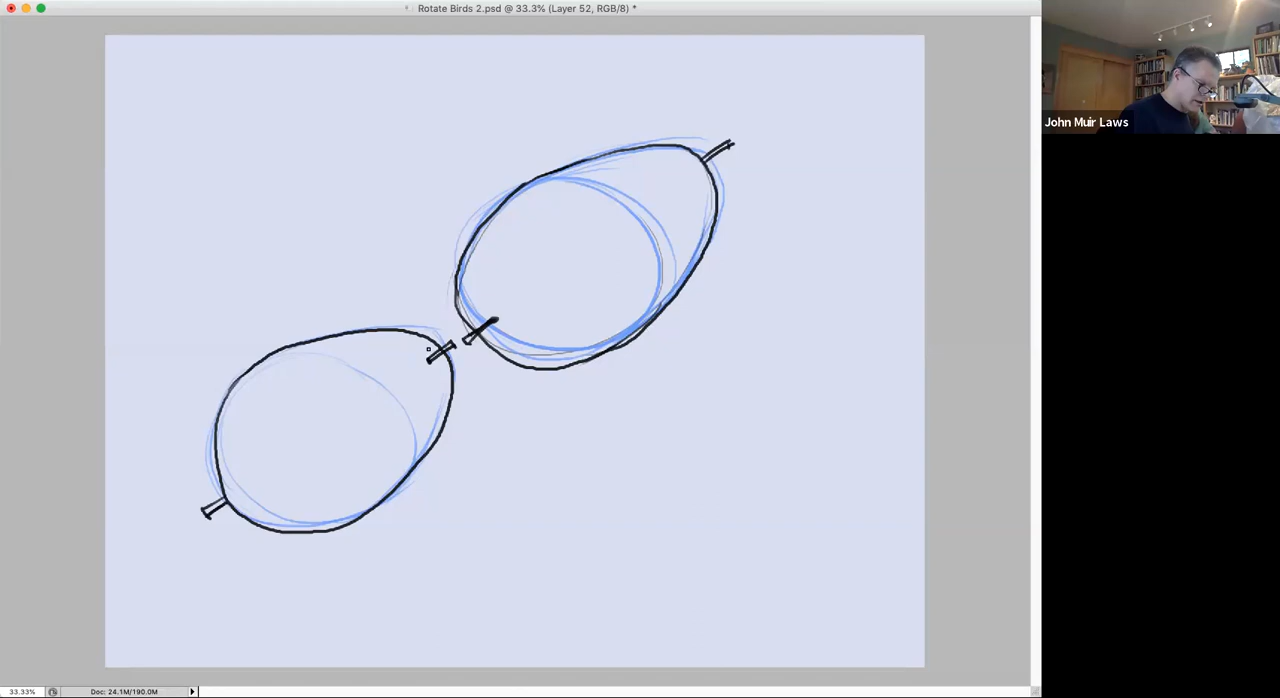 Rotate Birds 2.psd @ 33.3% (Layer 52, RGB/8) *
John Muir Laws
33.33%
Doc: 24.1M/190.0M